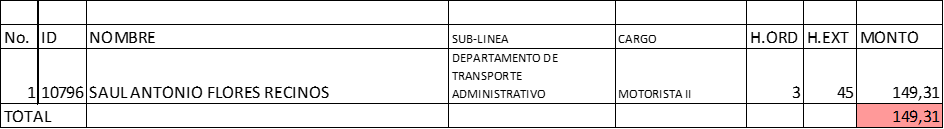 No. ID NOMBRE SUB-LINEA CARGO H.ORD H.EXT MONTO
1 10796 SAUL ANTONIO FLORES RECINOS DEPARTAMENTO DE TRANSPORTE ADMINISTRATIVO MOTORISTA II 3 45 149,31
TOTAL 149,31